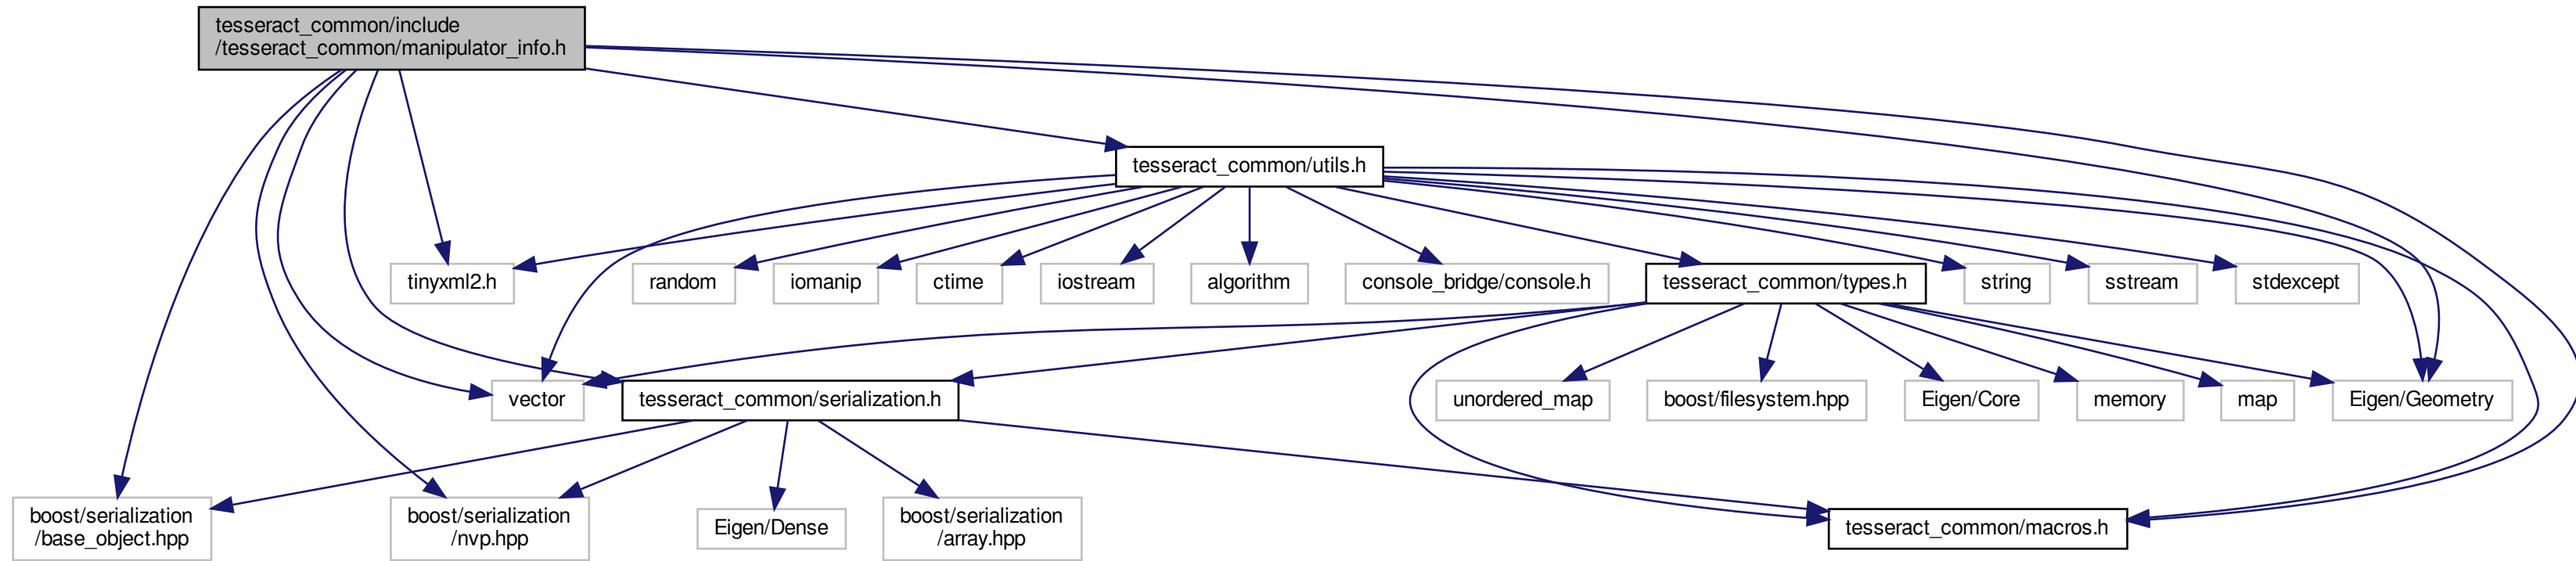 tesseract_common/include
/tesseract_common/manipulator_info.h
tesseract_common/utils.h
tinyxml2.h
random
iomanip
ctime
iostream
algorithm
console_bridge/console.h
tesseract_common/types.h
string
sstream
stdexcept
vector
tesseract_common/serialization.h
unordered_map
boost/filesystem.hpp
Eigen/Core
memory
map
Eigen/Geometry
boost/serialization
/base_object.hpp
boost/serialization
/nvp.hpp
Eigen/Dense
boost/serialization
/array.hpp
tesseract_common/macros.h